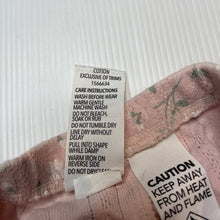 COTTON
EXCLUSIVE OF TRIMS
1566634
CARE INSTRUCTIONS
WASH BEFORE WEAR
WARM GENTLE
MACHINE WASH
DO NOT BLEACH,
SOAK OR RUB
DO NOT TUMBLE DRY
LINE DRY WITHOUT
DELAY
PULL INTO SHAPE
WHILE DAMP
WARM IRON ON
REVERSE SIDE
DO NOT DRYCLEAN
CAUTION
KEEP AWAY
FROM HEAT
AND FLAME